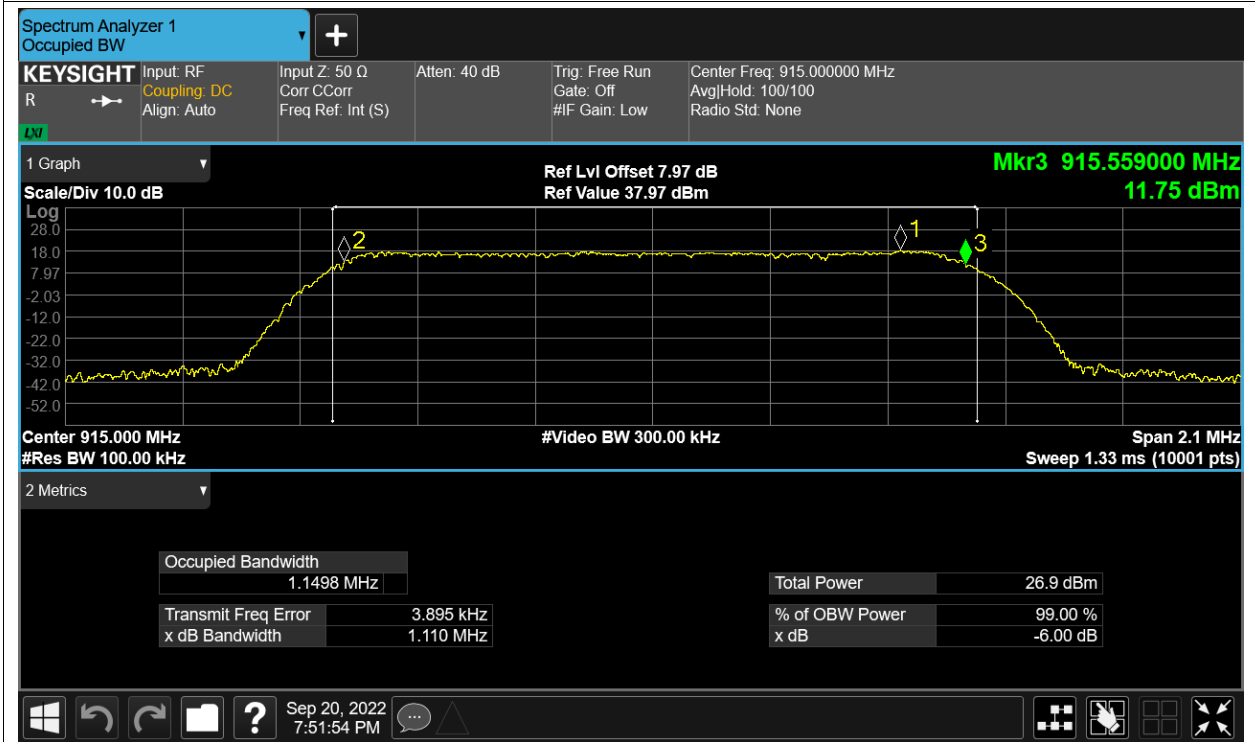 Spectrum Analyzer 1
Occupied BW
KEYSIGHT Input: RF Input Z: 50 Ω Atten: 40 dB Trig: Free Run Center Freq: 915.000000 MHz
R Coupling: DC Corr CCorr Gate: Off Avg|Hold: 100/100
Align: Auto Freq Ref: Int (S) #IF Gain: Low Radio Std: None
LXI
1 Graph Ref Lvl Offset 7.97 dB Mkr3 915.559000 MHz
Scale/Div 10.0 dB Ref Value 37.97 dBm 11.75 dBm
Log
28.0
18.0
7.97
-2.03
-12.0
-22.0
-32.0
-42.0
-52.0
2 1 3
Center 915.000 MHz #Video BW 300.00 kHz Span 2.1 MHz
#Res BW 100.00 kHz Sweep 1.33 ms (10001 pts)
2 Metrics
Occupied Bandwidth
1.1498 MHz Total Power 26.9 dBm
Transmit Freq Error 3.895 kHz % of OBW Power 99.00 %
x dB Bandwidth 1.110 MHz x dB -6.00 dB
? Sep 20, 2022
7:51:54 PM